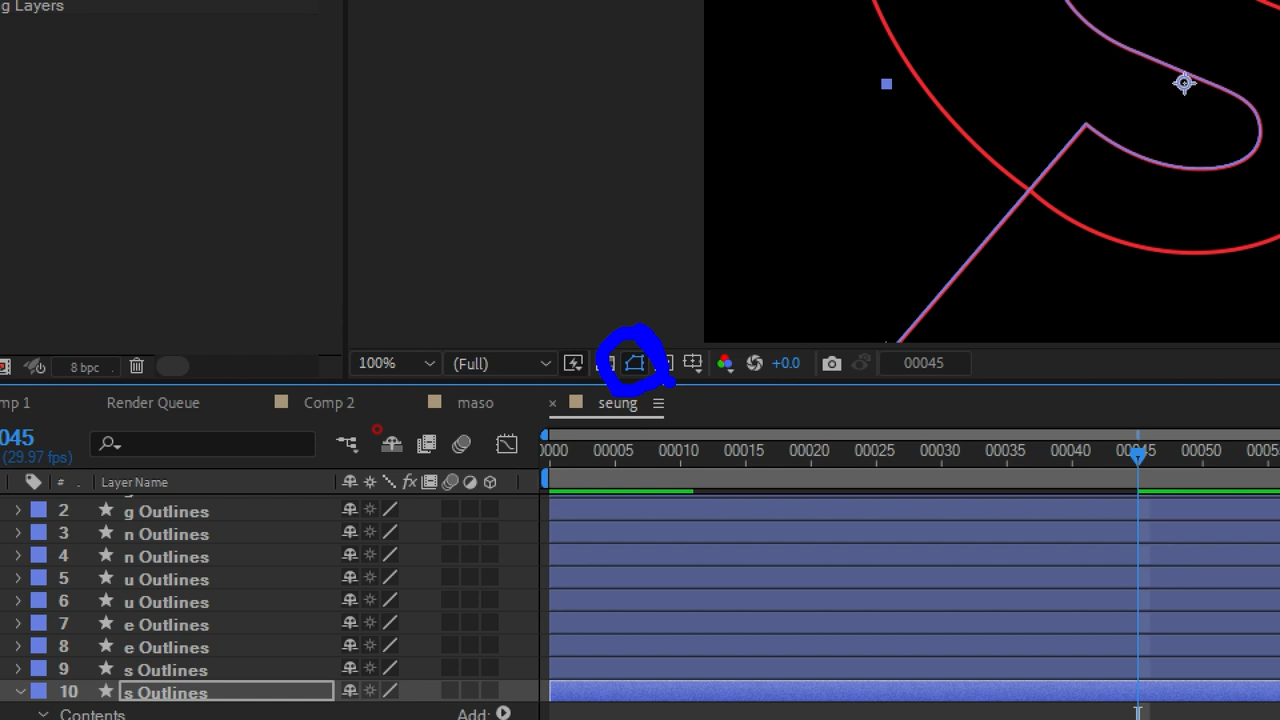 g Layers
8 bpc
100%
(Full)
+0.0
00045
mp 1
Render Queue
Comp 2
maso
×
seung
045
(29.97 fps)
0000
00005
00010
00015
00020
00025
00030
00035
00040
00045
00050
0005
#
.
Layer Name
fx
2
g Outlines
3
n Outlines
4
n Outlines
5
u Outlines
6
u Outlines
7
e Outlines
8
e Outlines
9
s Outlines
10
s Outlines
Contents
Add: